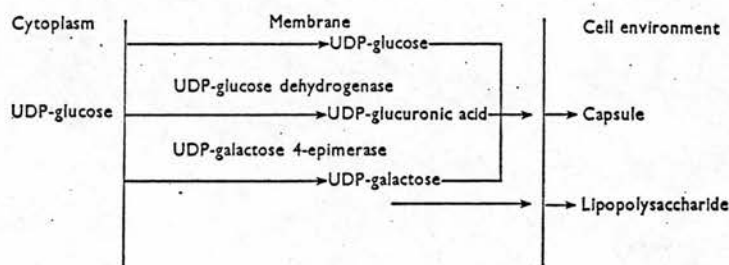 Cytoplasm
Membrane
Cell environment
UDP-glucose
UDP-glucose dehydrogenase
UDP-glucose
UDP-glucuronic acid
Capsule
UDP-galactose 4-epimerase
UDP-galactose
Lipopolysaccharide